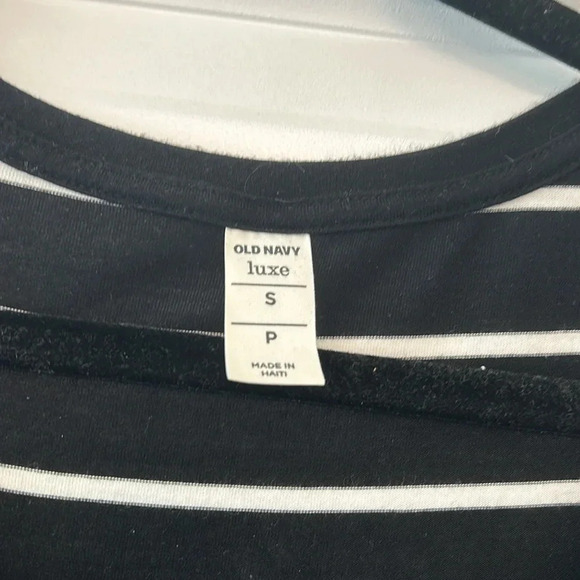 OLD NAVY
luxe
S
P
MADE IN
HAITI